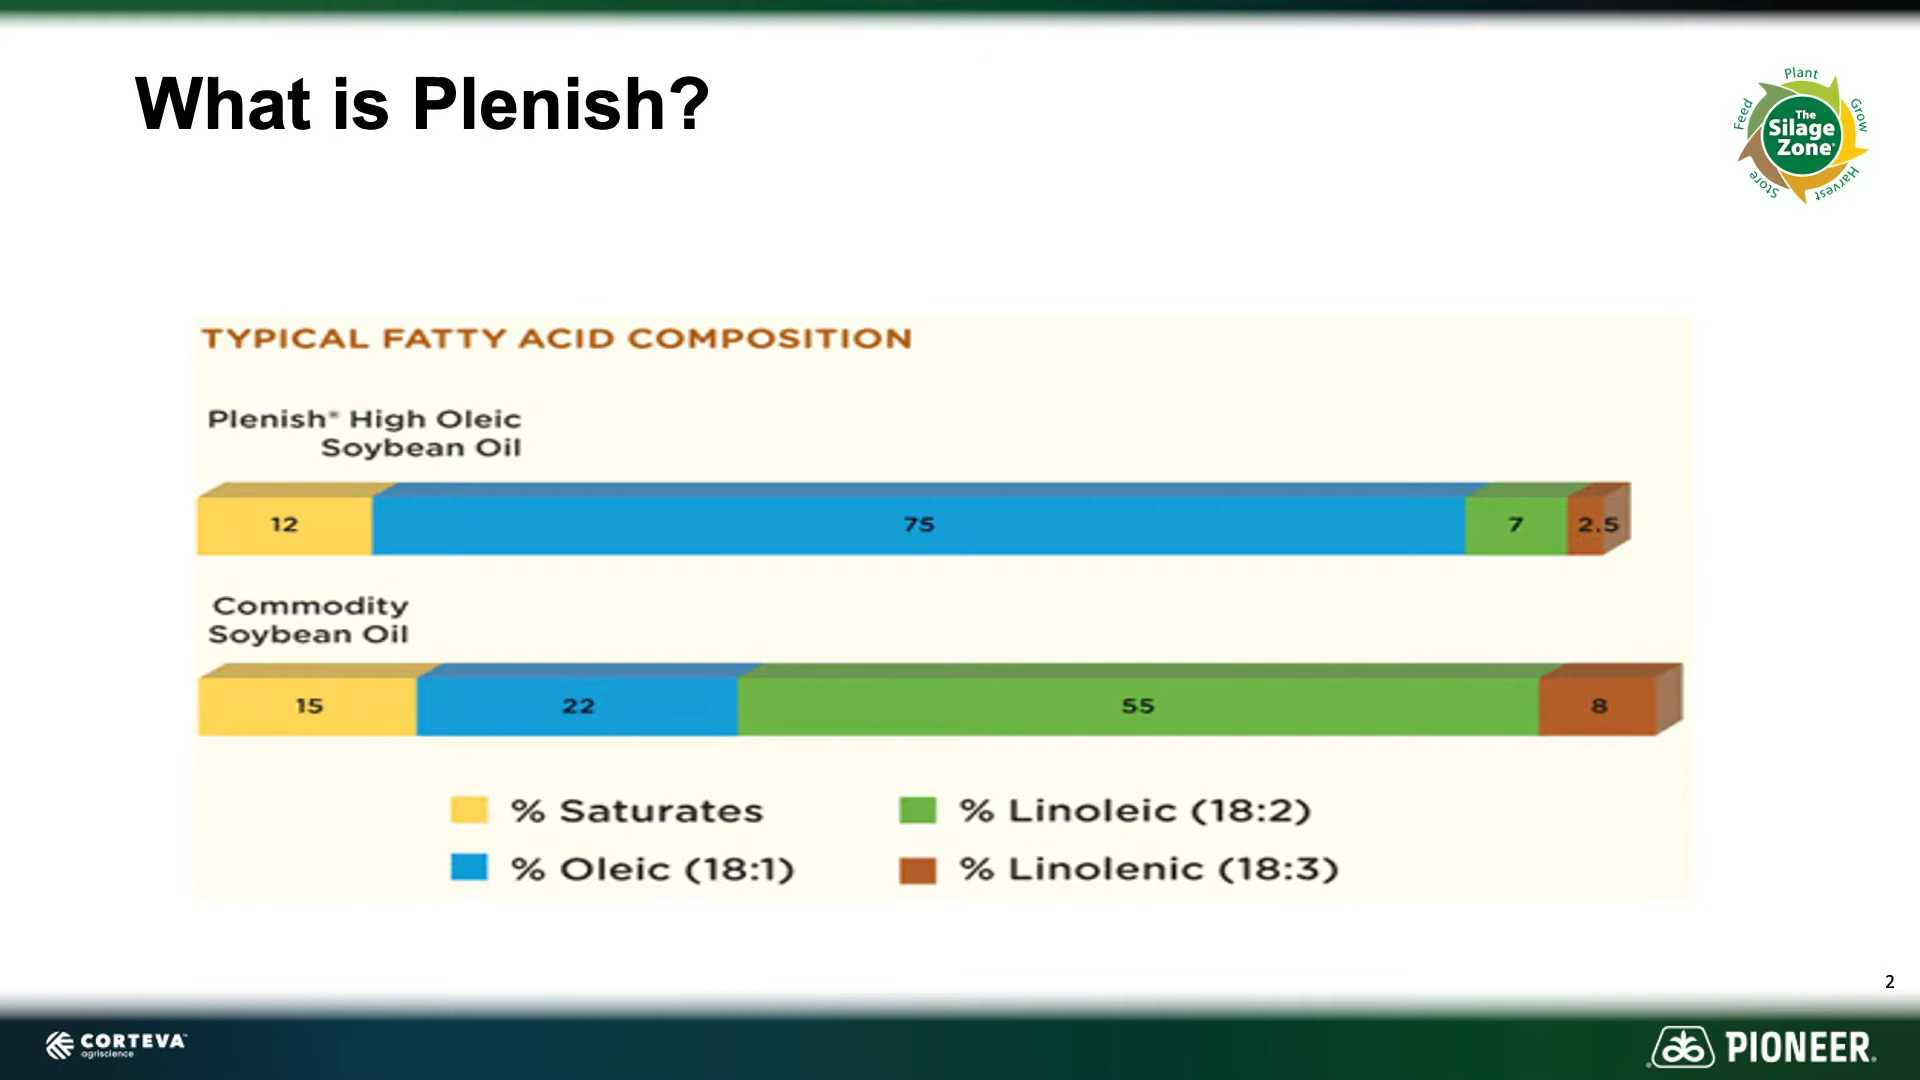 What is Plenish?
Plant
Grow
Harvest
Store
Feed
The
Silage
Zone®
TYPICAL FATTY ACID COMPOSITION
Plenish® High Oleic
Soybean Oil
12 75 7 2.5
Commodity
Soybean Oil
15 22 55 8
% Saturates
% Linoleic (18:2)
% Oleic (18:1)
% Linolenic (18:3)
2
CORTEVA™
agriscience
PIONEER®